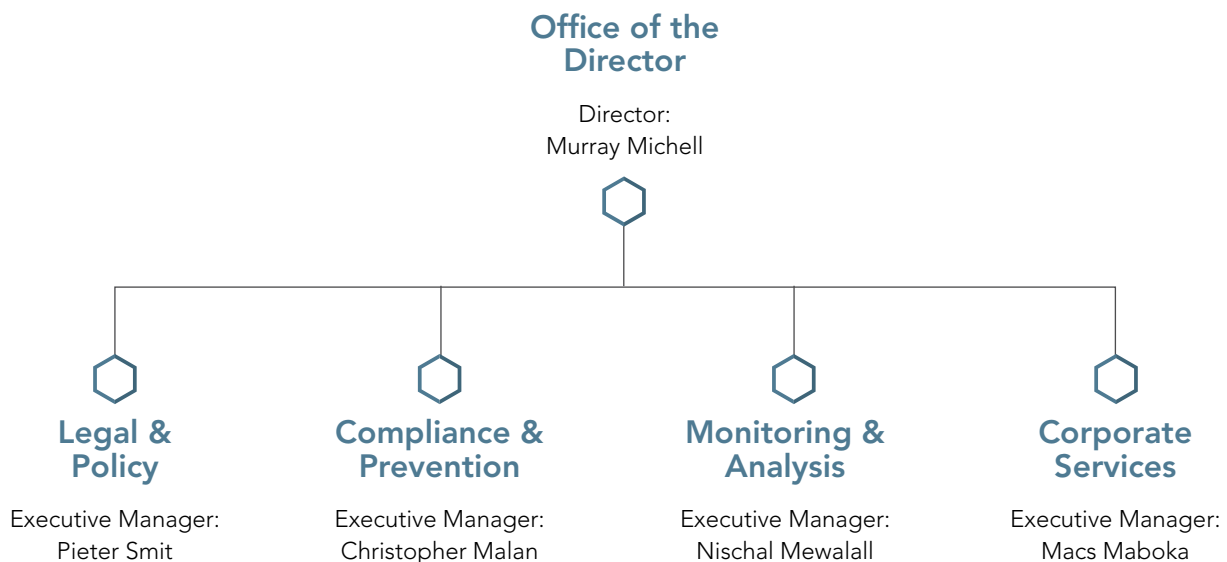 Office of the
Director
Director:
Murray Michell
Legal &
Policy
Executive Manager:
Pieter Smit
Compliance &
Prevention
Executive Manager:
Christopher Malan
Monitoring &
Analysis
Executive Manager:
Nischal Mewalall
Corporate
Services
Executive Manager:
Macs Maboka